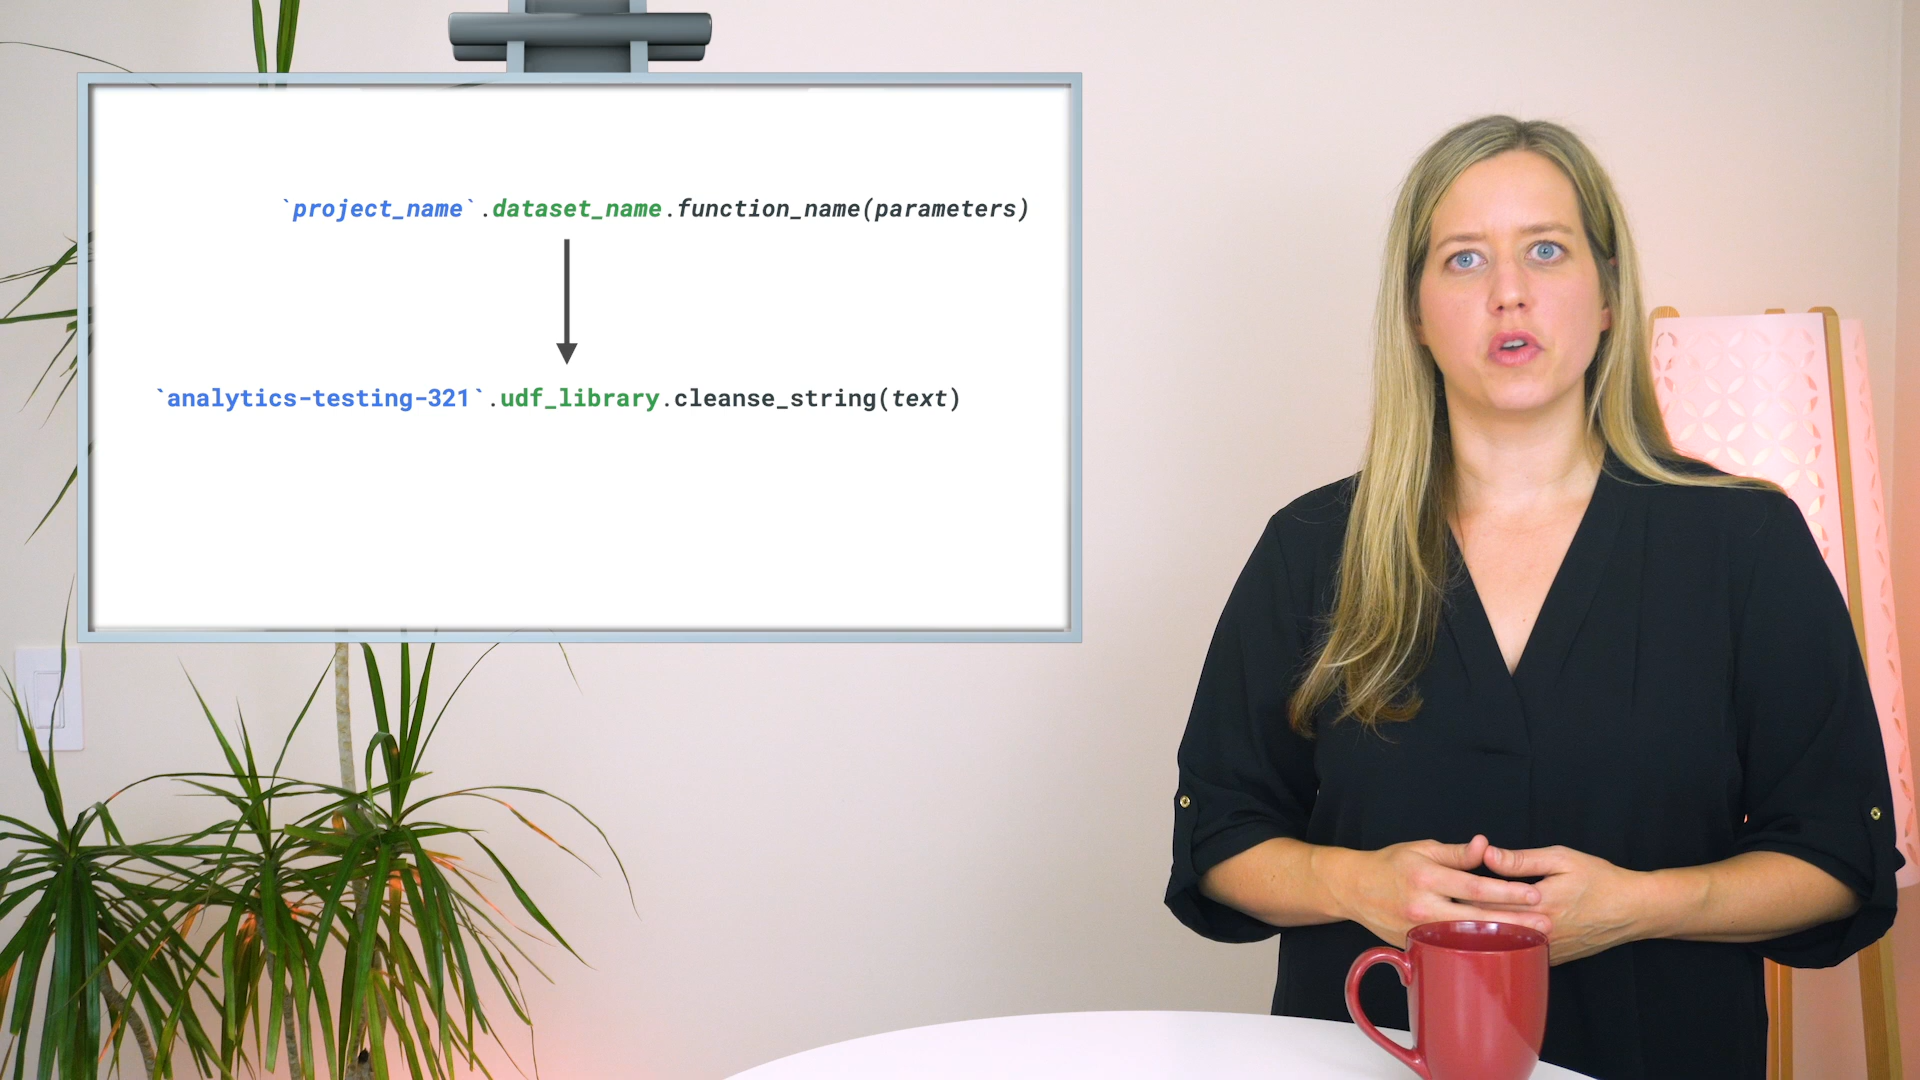 `project_name`.dataset_name.function_name(parameters)
`analytics-testing-321`.udf_library.cleanse_string(text)